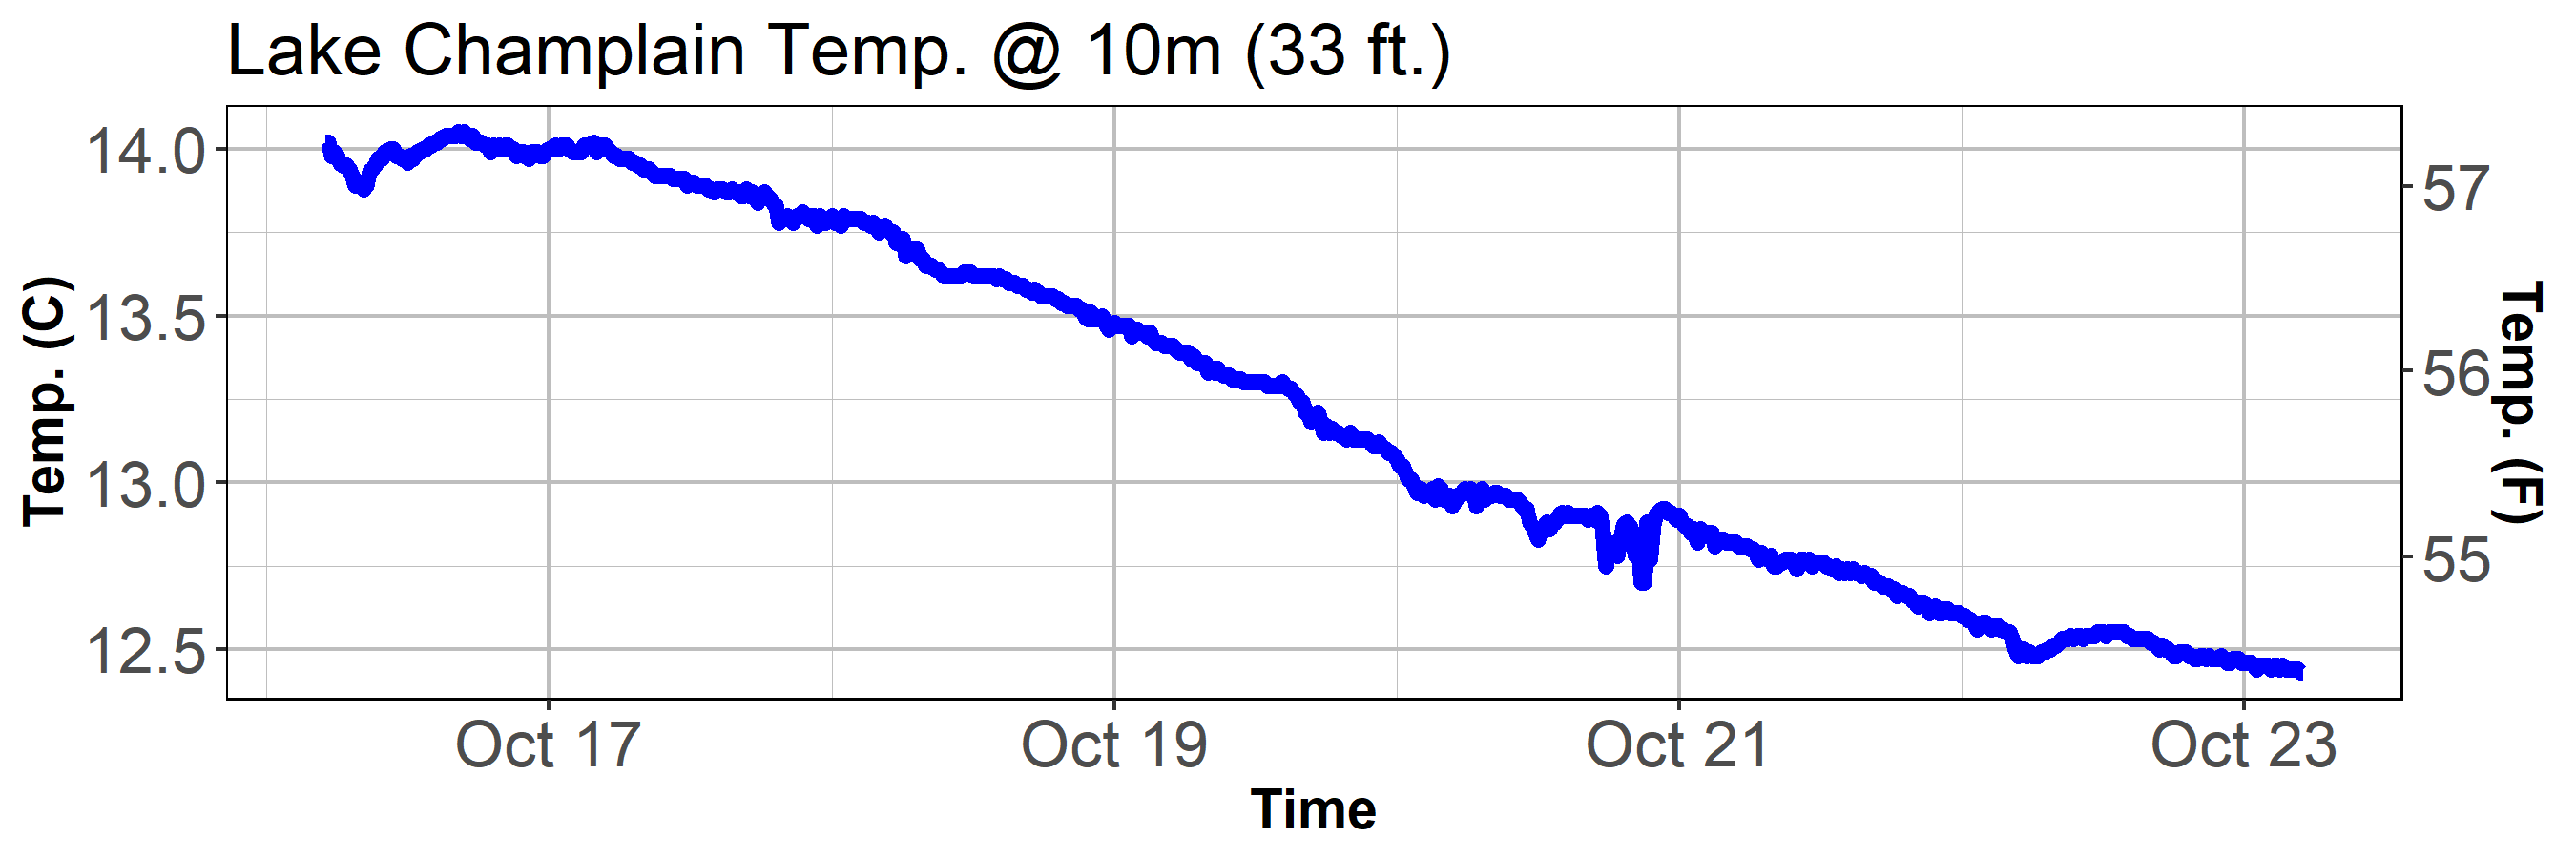 Lake Champlain Temp. @ 10m (33 ft.)
Temp. (C)
14.0
13.5
13.0
12.5
57
56
55
Temp. (F)
Oct 17 Oct 19 Oct 21 Oct 23
Time